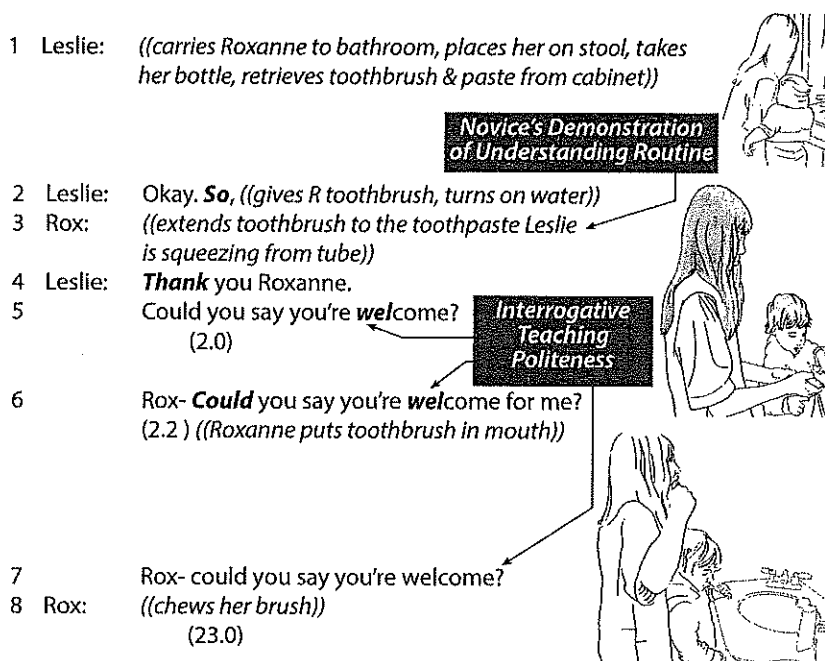 1 Leslie: ((carries Roxanne to bathroom, places her on stool, takes
her bottle, retrieves toothbrush & paste from cabinet))
Novice's Demonstration
of Understanding Routine
2 Leslie: Okay. So, ((gives R toothbrush, turns on water))
3 Rox: ((extends toothbrush to the toothpaste Leslie
is squeezing from tube))
4 Leslie: Thank you Roxanne.
5 Could you say you're welcome?
(2.0)
Interrogative
Teaching
Politeness
6 Rox- Could you say you're welcome for me?
(2.2 ) ((Roxanne puts toothbrush in mouth))
7 Rox- could you say you're welcome?
8 Rox: ((chews her brush))
(23.0)